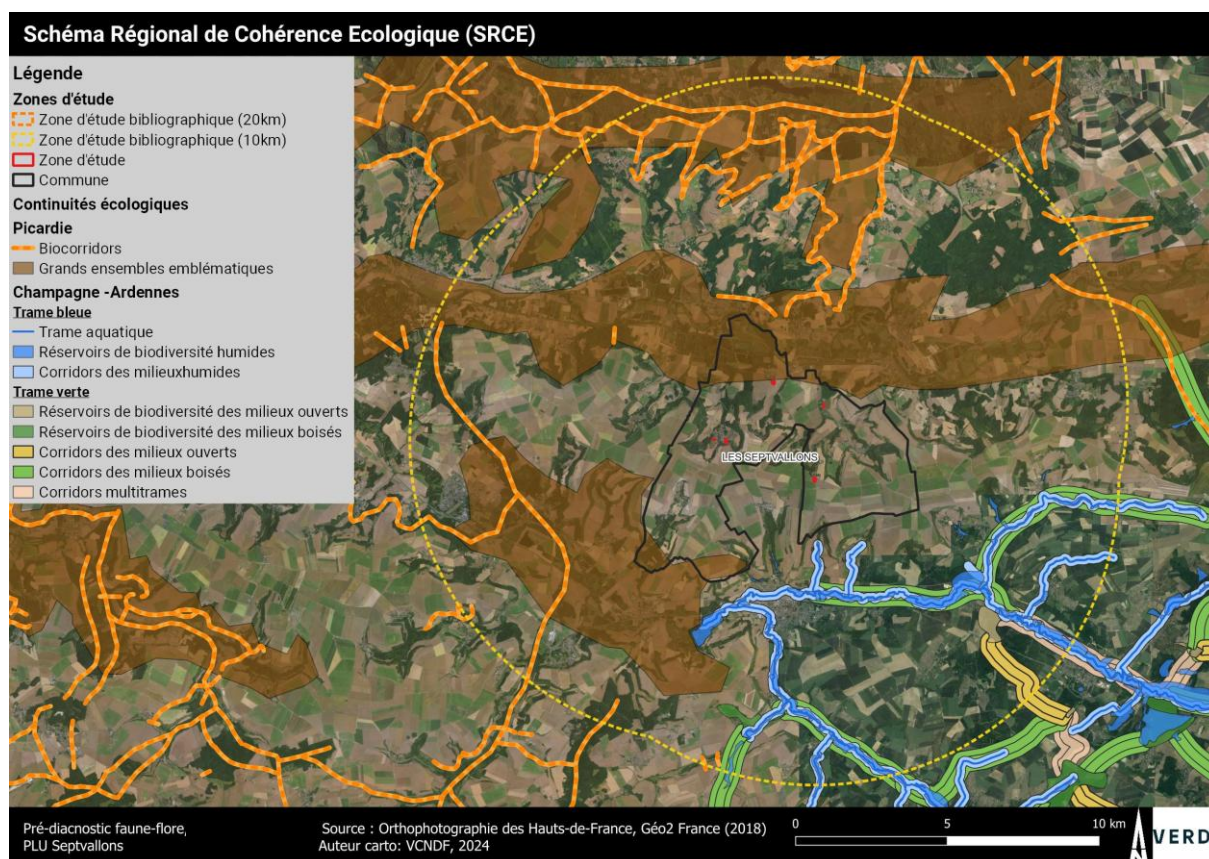 Schéma Régional de Cohérence Ecologique (SRCE)
Légende
Zones d'étude
Zone d'étude bibliographique (20km)
Zone d'étude bibliographique (10km)
Zone d'étude
Commune
Continuités écologiques
Picardie
Biocorridors
Grands ensembles emblématiques
Champagne -Ardennes
Trame bleue
Trame aquatique
Réservoirs de biodiversité humides
Corridors des milieuxhumides
Trame verte
Réservoirs de biodiversité des milieux ouverts
Réservoirs de biodiversité des milieux boisés
Corridors des milieux ouverts
Corridors des milieux boisés
Corridors multitrames
LES SEPTVALLONS
Pré-diagnostic faune-flore,
PLU Septvallons
Source : Orthophotographie des Hauts-de-France, Géo2 France (2018)
Auteur carto: VCNDF, 2024
0 5 10 km
VERD